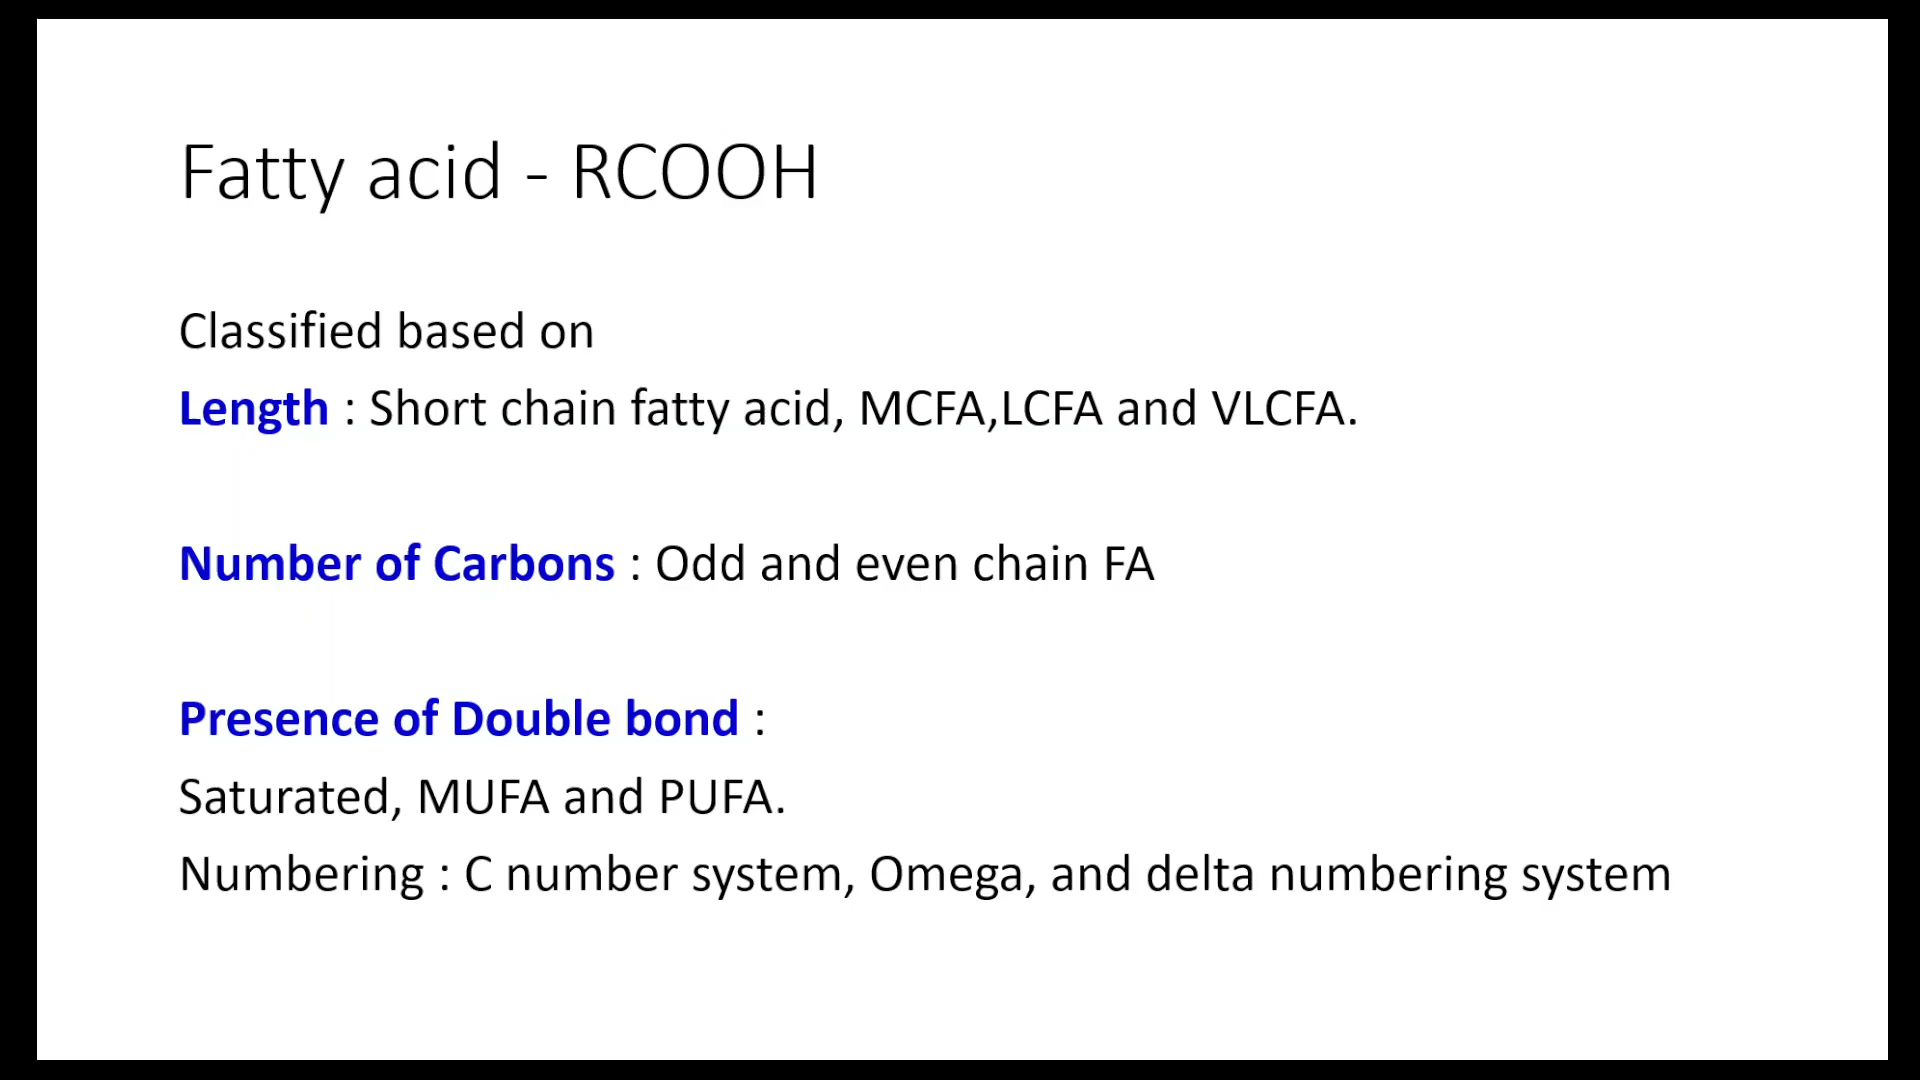 Fatty acid - RCOOH
Classified based on
Length : Short chain fatty acid, MCFA,LCFA and VLCFA.
Number of Carbons : Odd and even chain FA
Presence of Double bond :
Saturated, MUFA and PUFA.
Numbering : C number system, Omega, and delta numbering system